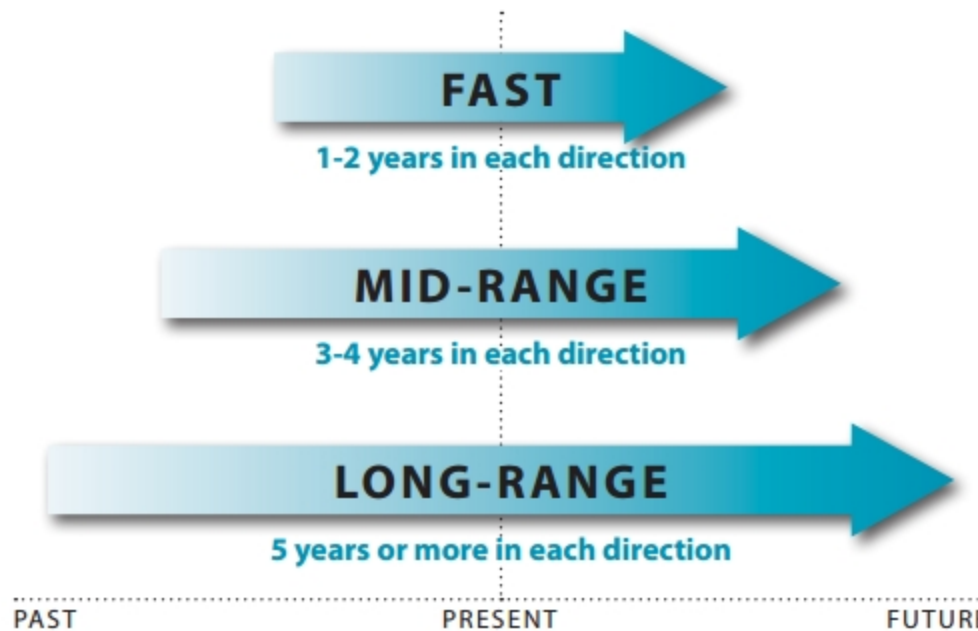 FAST
1-2 years in each direction
MID-RANGE
3-4 years in each direction
LONG-RANGE
5 years or more in each direction
PAST PRESENT FUTURE